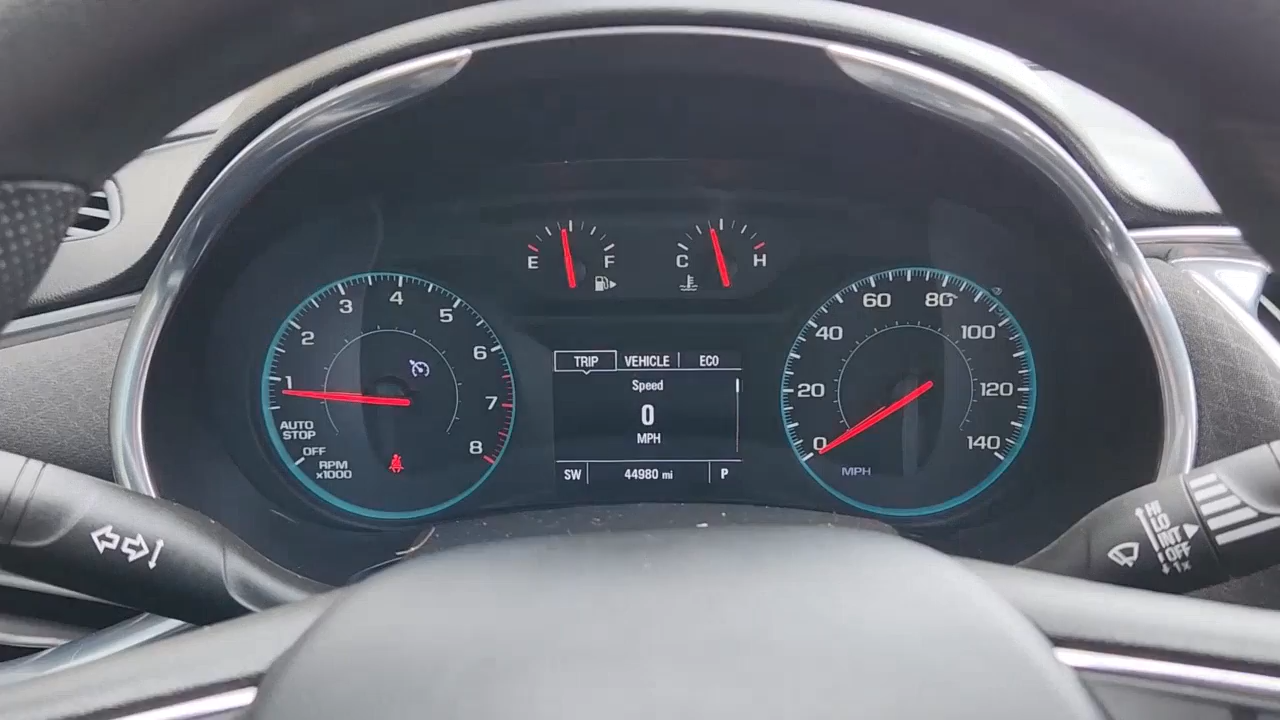 E F
C H
1 2 3 4 5 6 7 8
AUTO
STOP
OFF
RPM
x1000
TRIP VEHICLE ECO
Speed
0
MPH
SW 44980 mi P
0 20 40 60 80 100 120 140
MPH
HI
LO
INT
OFF
1x